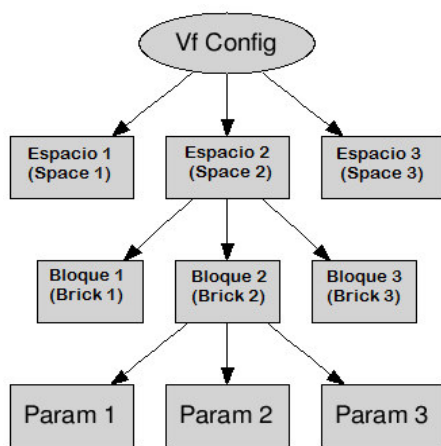 Vf Config
Espacio 1
(Space 1)
Espacio 2
(Space 2)
Espacio 3
(Space 3)
Bloque 1
(Brick 1)
Bloque 2
(Brick 2)
Bloque 3
(Brick 3)
Param 1
Param 2
Param 3